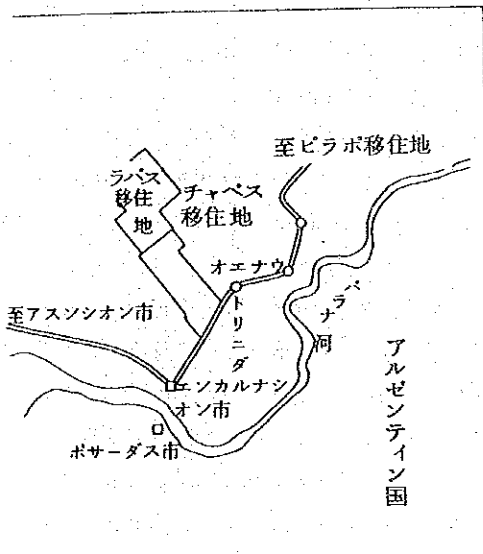 至ピラポ移住地
ラパス
移住
地
チャベス
移住地
オエナウ
パラナ河
至アスンシオン市
トリニダ
アルゼンティン国
エンカルナシ
オン市
ポサーダス市